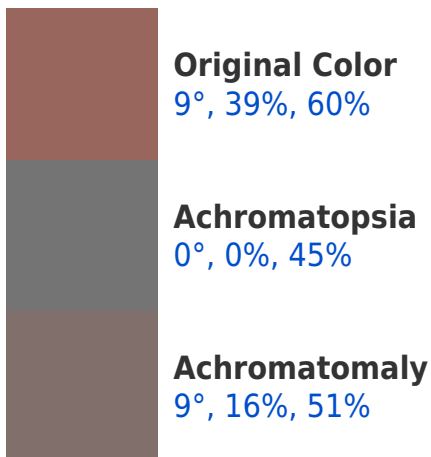 Original Color
9°, 39%, 60%
Achromatopsia
0°, 0%, 45%
Achromatomaly
9°, 16%, 51%